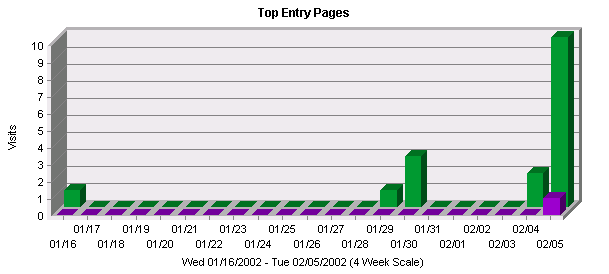 Top Entry Pages
10
9
8
7
6
5
4
3
2
1
0
Visits
01/17 01/19 01/21 01/23 01/25 01/27 01/29 01/31 02/02 02/04
01/16 01/18 01/20 01/22 01/24 01/26 01/28 01/30 02/01 02/03 02/05
Wed 01/16/2002 - Tue 02/05/2002 (4 Week Scale)